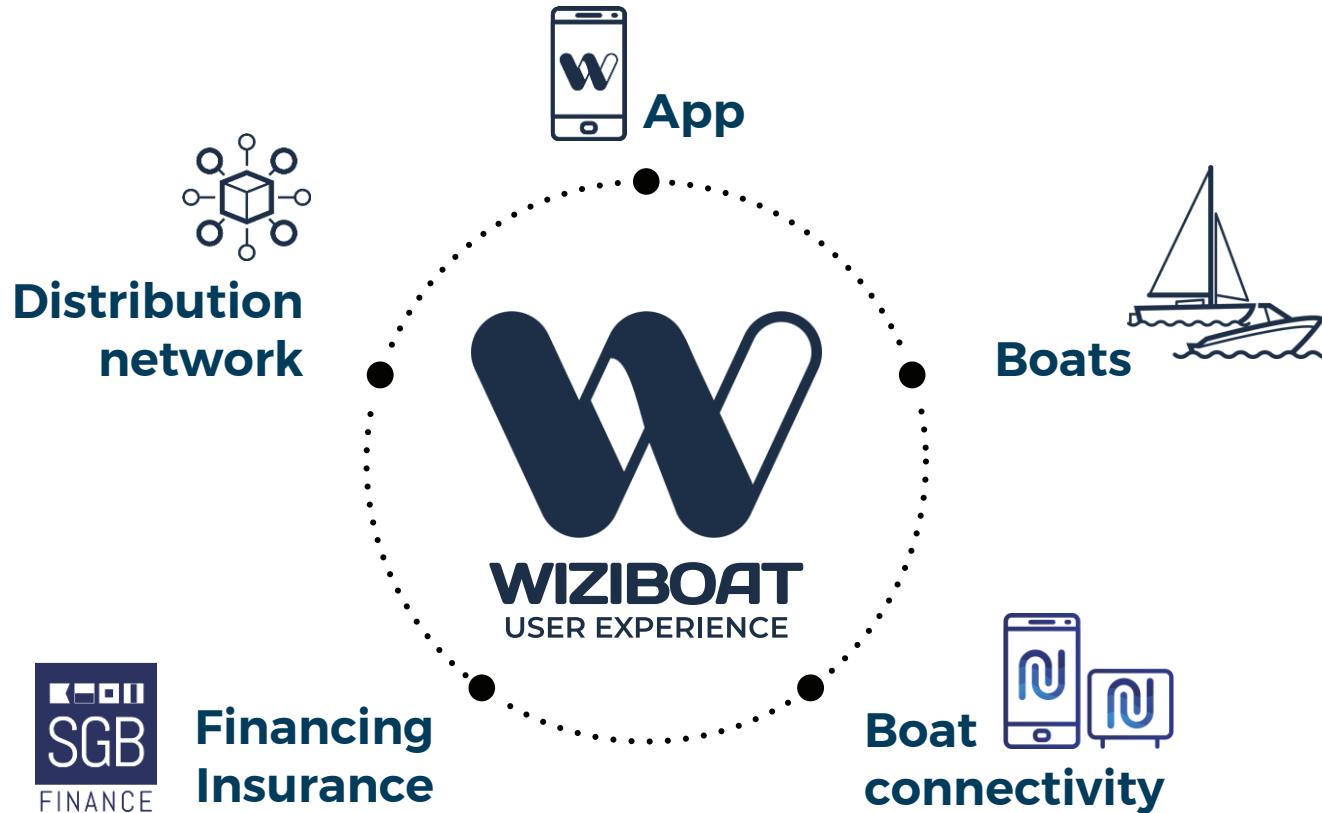 App
Distribution
network
Boats
WIZIBOAT
USER EXPERIENCE
SGB
FINANCE
Financing
Insurance
Boat
connectivity